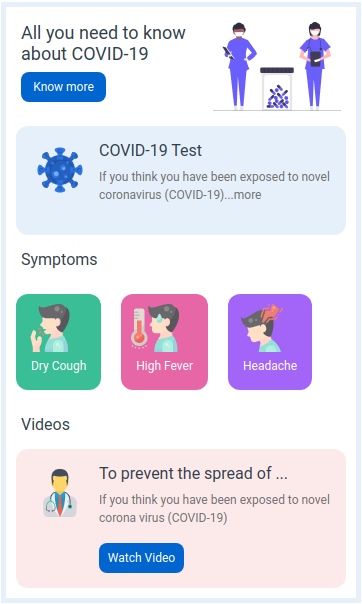 All you need to know
about COVID-19
Know more
COVID-19 Test
If you think you have been exposed to novel
coronavirus (COVID-19)...more
Symptoms
Dry Cough
High Fever
Headache
Videos
To prevent the spread of ...
If you think you have been exposed to novel
corona virus (COVID-19)
Watch Video